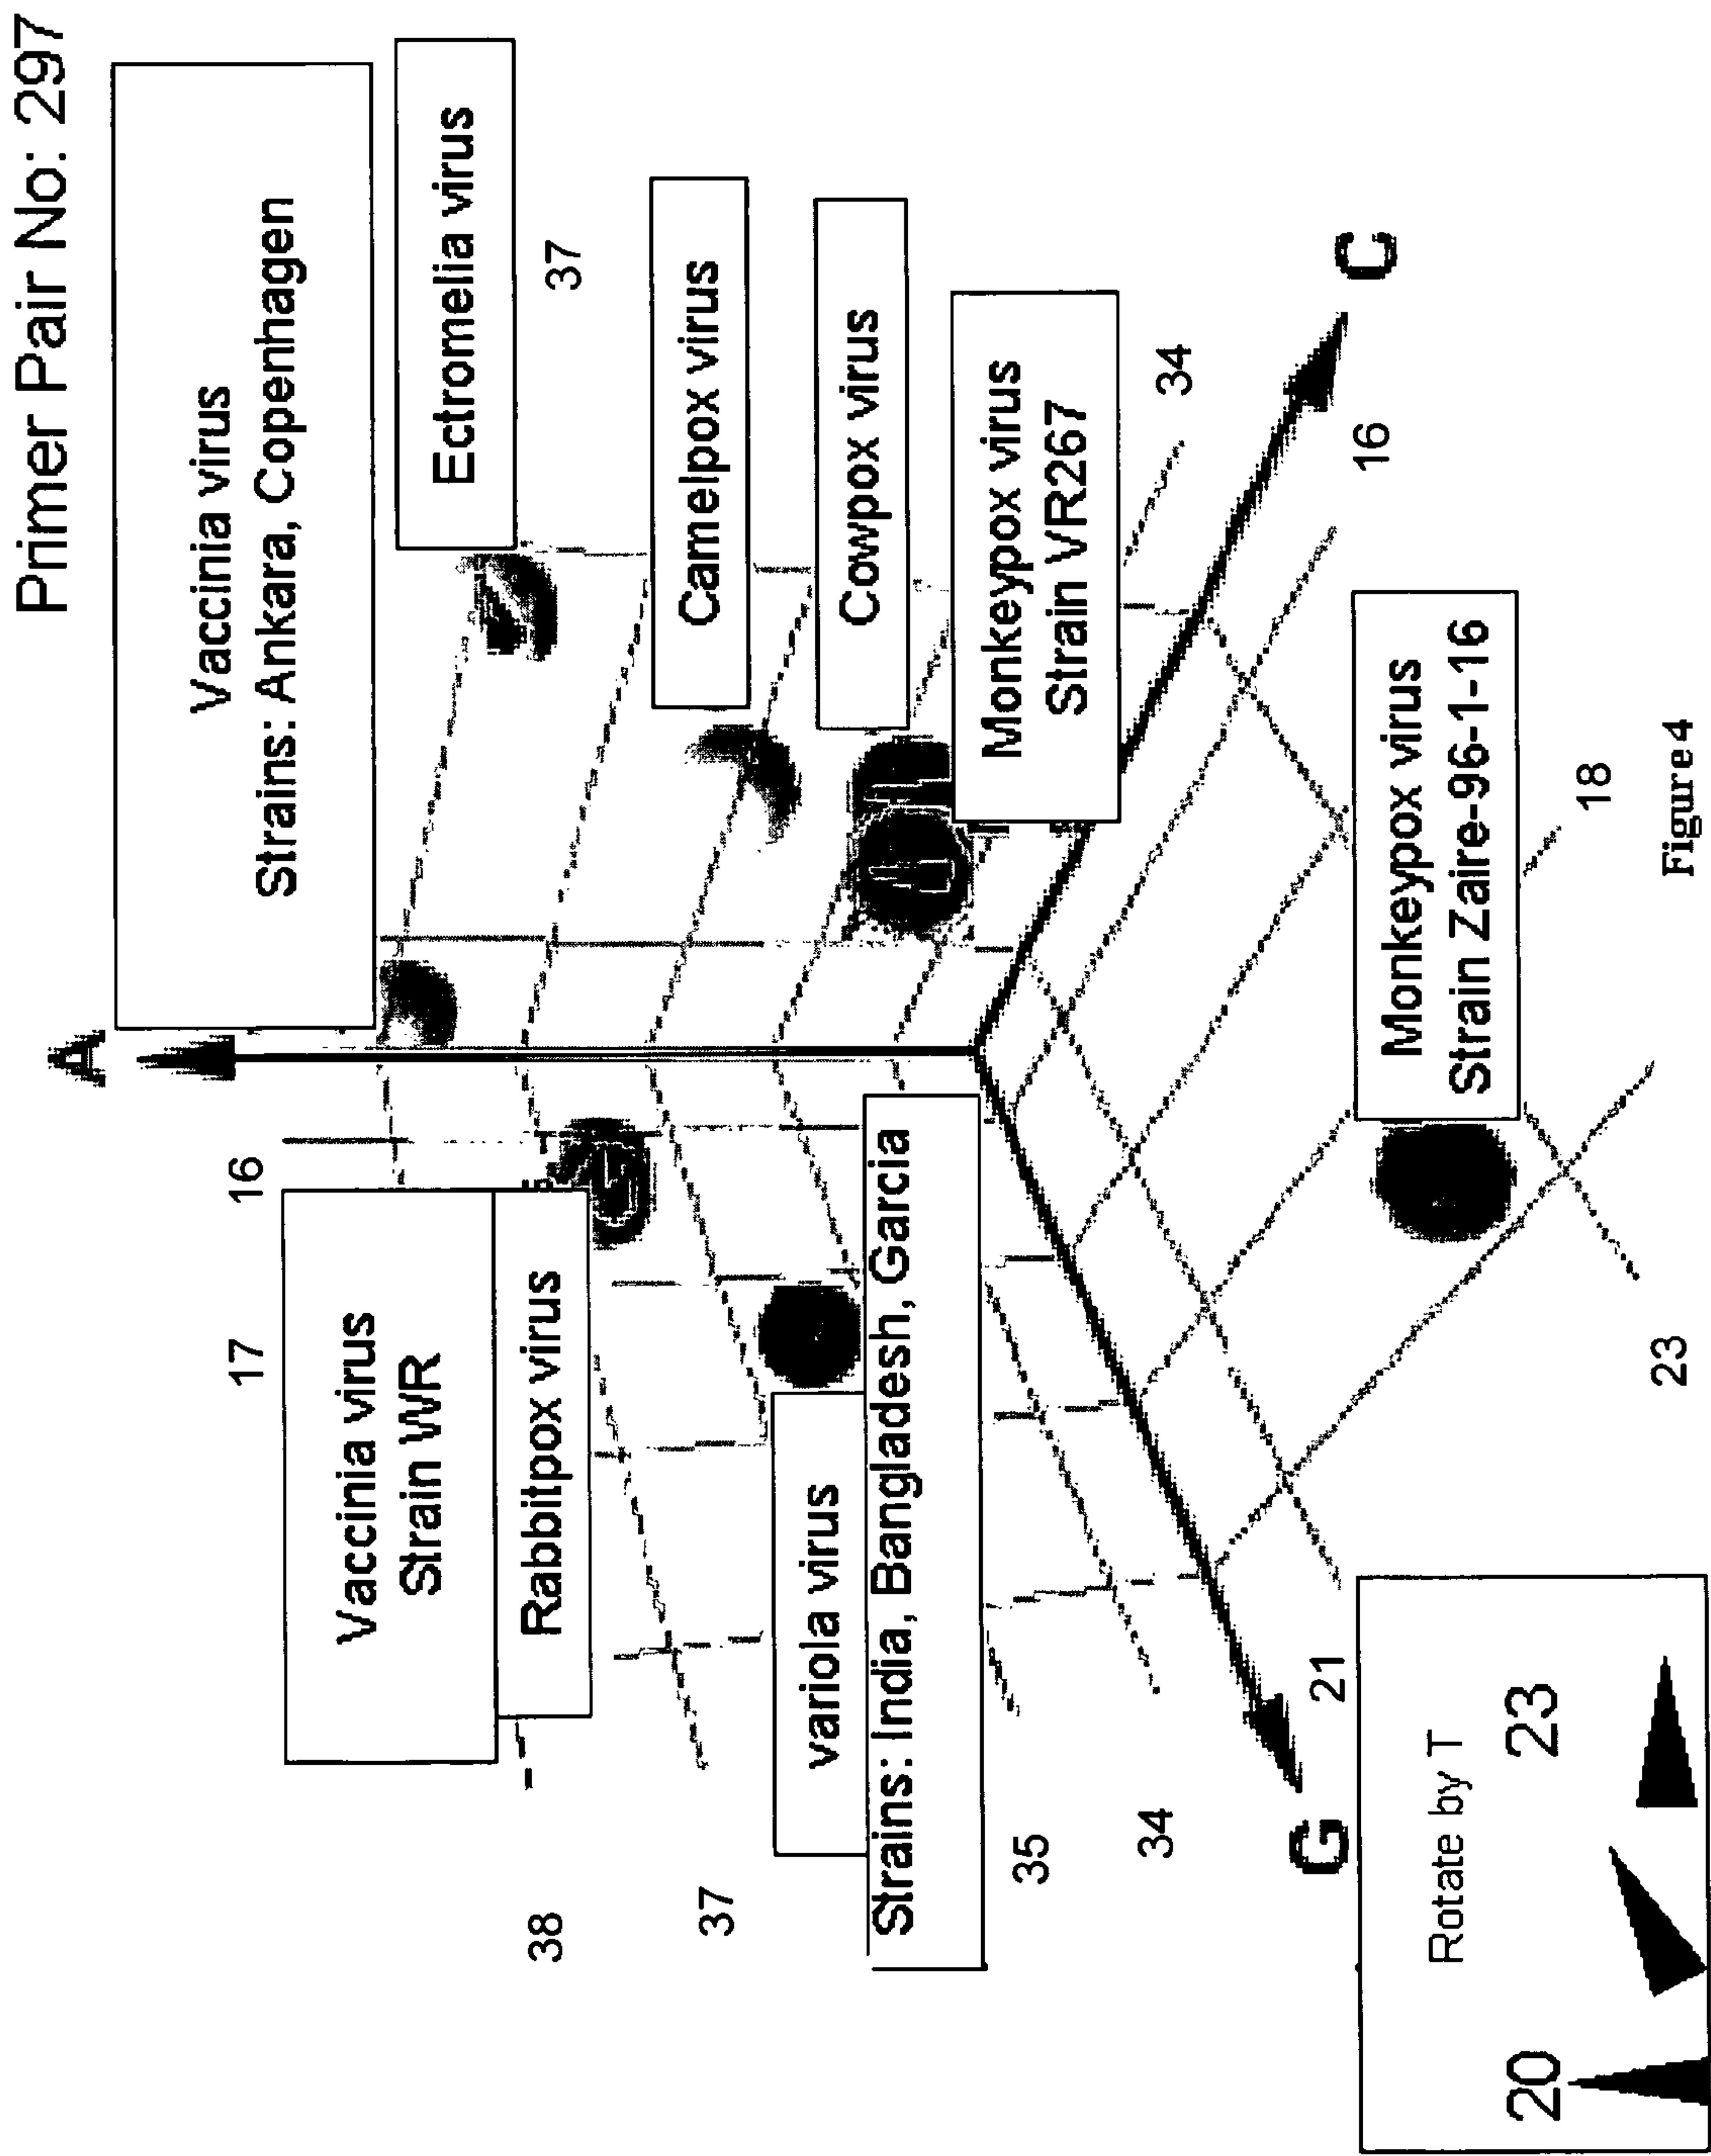 Primer Pair No: 297
A
Vaccinia virus
Strains: Ankara, Copenhagen
Ectromelia virus
37
16
17
Vaccinia virus
Strain WR
Rabbitpox virus
Camelpox virus
Cowpox virus
38
37
variola virus
Strains: India, Bangladesh, Garcia
Monkeypox virus
Strain VR267
34
35
34
C
16
G
21
Monkeypox virus
Strain Zaire-96-1-16
18
23
Rotate by T
20
23
Figure 4